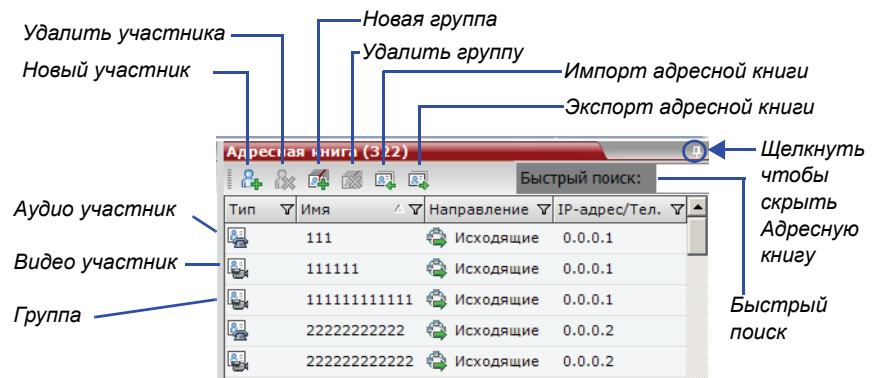 Новая группа
Удалить участника
Удалить группу
Новый участник
Импорт адресной книги
Экспорт адресной книги
Адресная книга (322)
Щелкнуть
чтобы
скрыть
Адресную
книгу
Быстрый поиск:
Тип Имя Направление IP-адрес/Тел.
Аудио участник
111 Исходящие 0.0.0.1
Видео участник
111111 Исходящие 0.0.0.1
Группа
111111111111 Исходящие 0.0.0.1
Быстрый
поиск
22222222222 Исходящие 0.0.0.2
222222222222 Исходящие 0.0.0.2